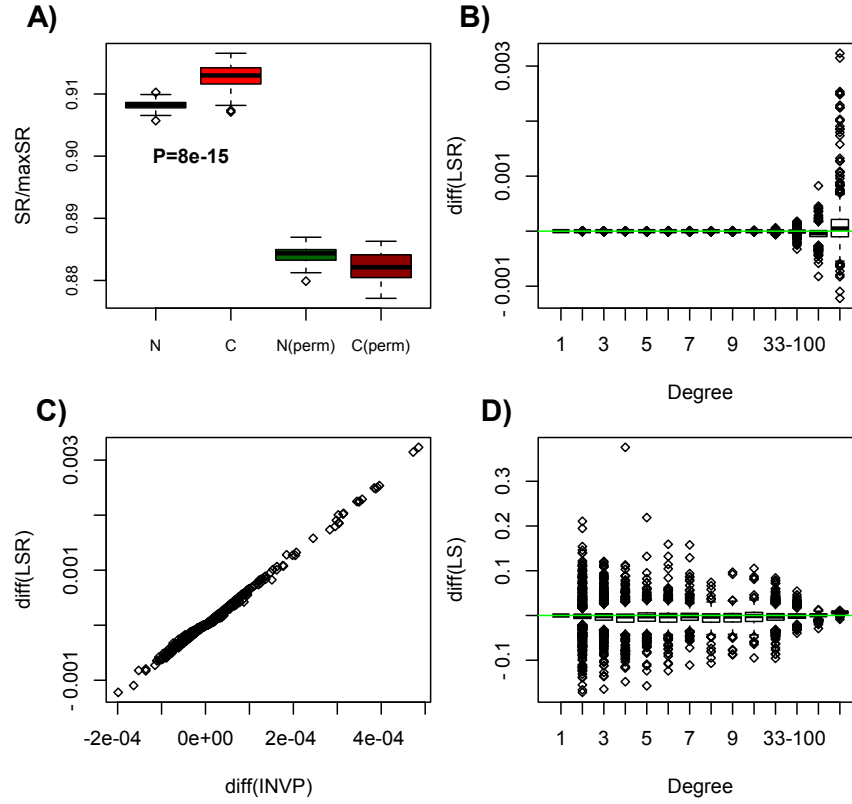 A)
SR/maxSR
0.91
0.90
0.89
0.88
P=8e-15
N
C
N(perm)
C(perm)
B)
diff(LSR)
0.003
0.001
- 0.001
1
3
5
7
9
33-100
Degree
C)
diff(LSR)
0.003
0.001
- 0.001
-2e-04
0e+00
2e-04
4e-04
diff(INVP)
D)
diff(LS)
0.3
0.2
0.1
- 0.1
1
3
5
7
9
33-100
Degree